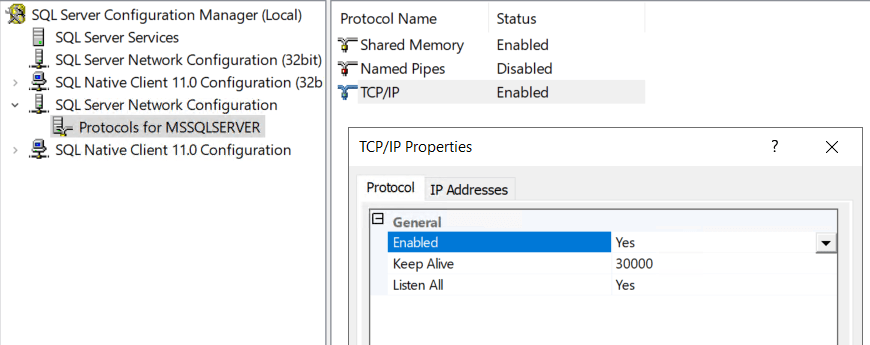 SQL Server Configuration Manager (Local)
SQL Server Services
SQL Server Network Configuration (32bit)
SQL Native Client 11.0 Configuration (32b
SQL Server Network Configuration
Protocols for MSSQLSERVER
SQL Native Client 11.0 Configuration
Protocol Name Status
Shared Memory Enabled
Named Pipes Disabled
TCP/IP Enabled
TCP/IP Properties ? ×
Protocol IP Addresses
General
Enabled Yes
Keep Alive 30000
Listen All Yes